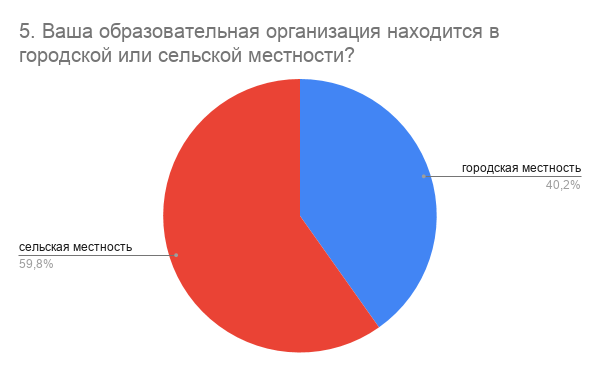 5. Ваша образовательная организация находится в
городской или сельской местности?
городская местность
40,2%
сельская местность
59,8%